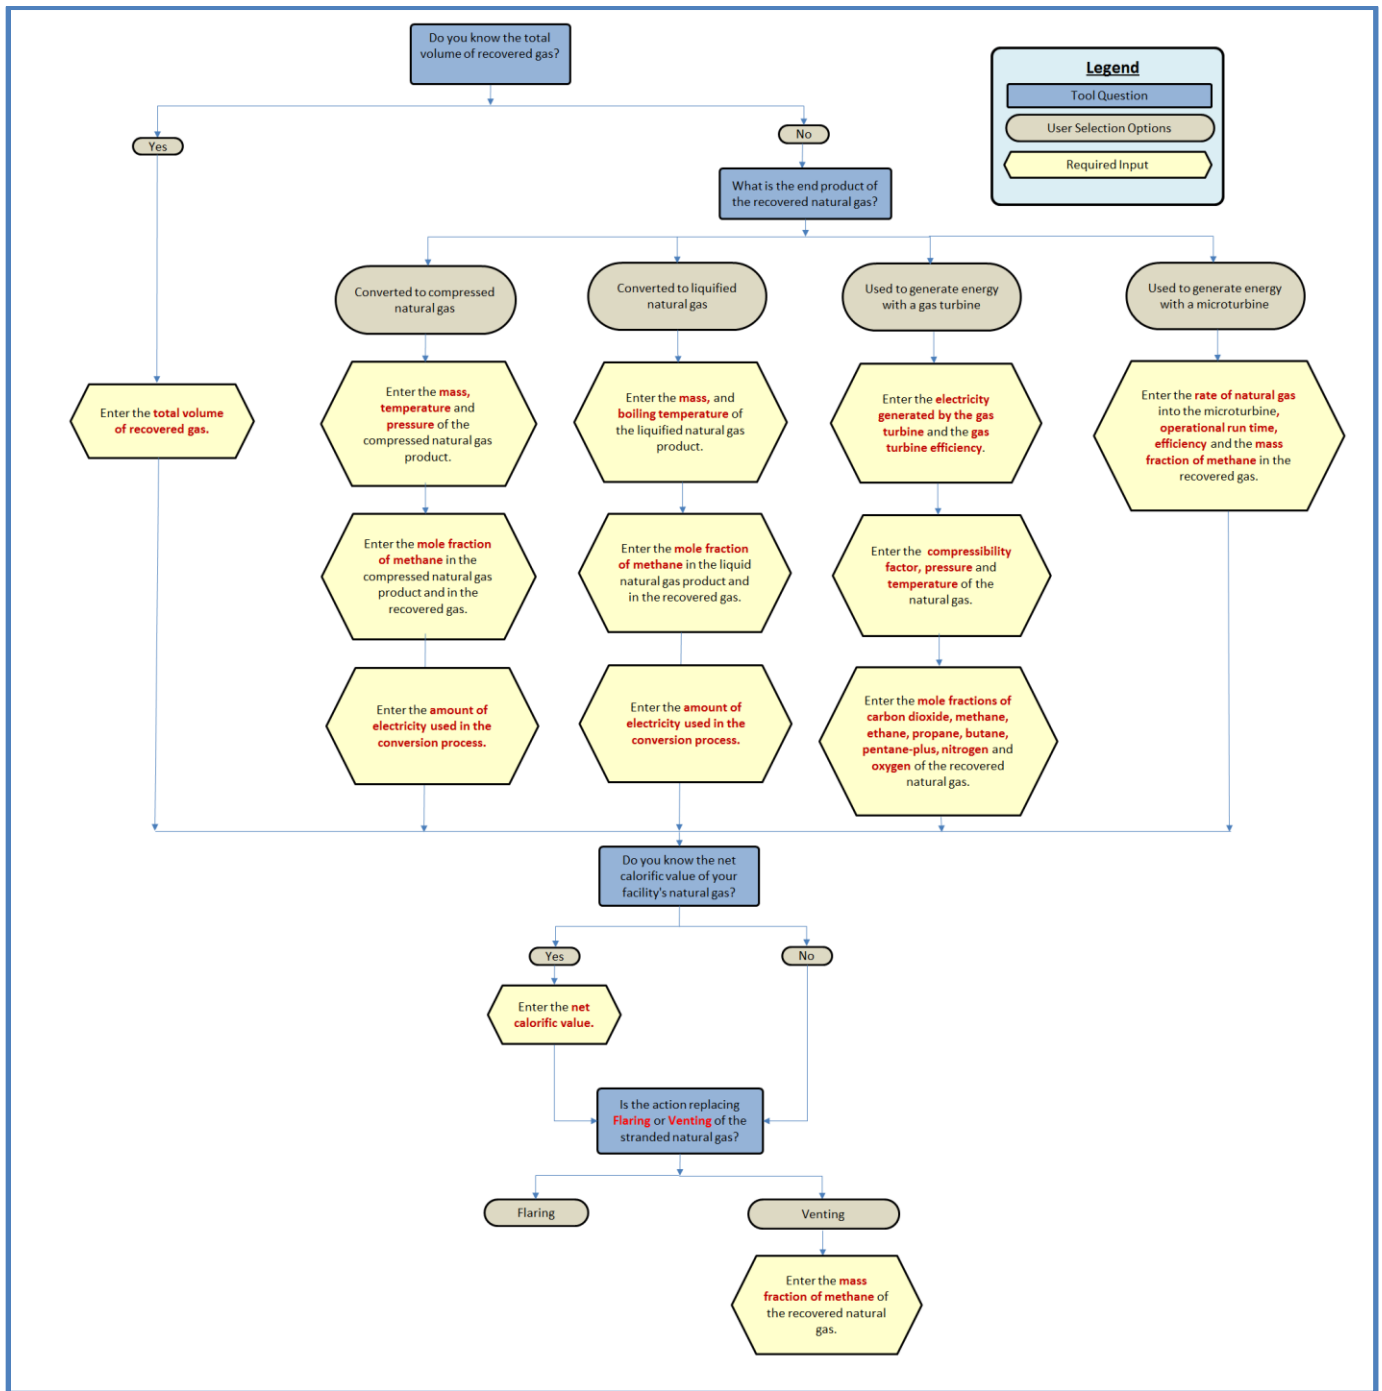 Do you know the total
volume of recovered gas?
Legend
Tool Question
User Selection Options
Required Input
Yes
No
What is the end product of
the recovered natural gas?
Converted to compressed
natural gas
Converted to liquified
natural gas
Used to generate energy
with a gas turbine
Used to generate energy
with a microturbine
Enter the total volume
of recovered gas.
Enter the mass,
temperature and
pressure of the
compressed natural gas
product.
Enter the mass, and
boiling temperature of
the liquified natural gas
product.
Enter the electricity
generated by the gas
turbine and the gas
turbine efficiency.
Enter the rate of natural gas
into the microturbine,
operational run time,
efficiency and the mass
fraction of methane in the
recovered gas.
Enter the mole fraction
of methane in the
compressed natural gas
product and in the
recovered gas.
Enter the mole fraction
of methane in the liquid
natural gas product and
in the recovered gas.
Enter the compressibility
factor, pressure and
temperature of the
natural gas.
Enter the amount of
electricity used in the
conversion process.
Enter the amount of
electricity used in the
conversion process.
Enter the mole fractions of
carbon dioxide, methane,
ethane, propane, butane,
pentane-plus, nitrogen and
oxygen of the recovered
natural gas.
Do you know the net
calorific value of your
facility's natural gas?
Yes
No
Enter the net
calorific value.
Is the action replacing
Flaring or Venting of the
stranded natural gas?
Flaring
Venting
Enter the mass
fraction of methane of
the recovered natural
gas.